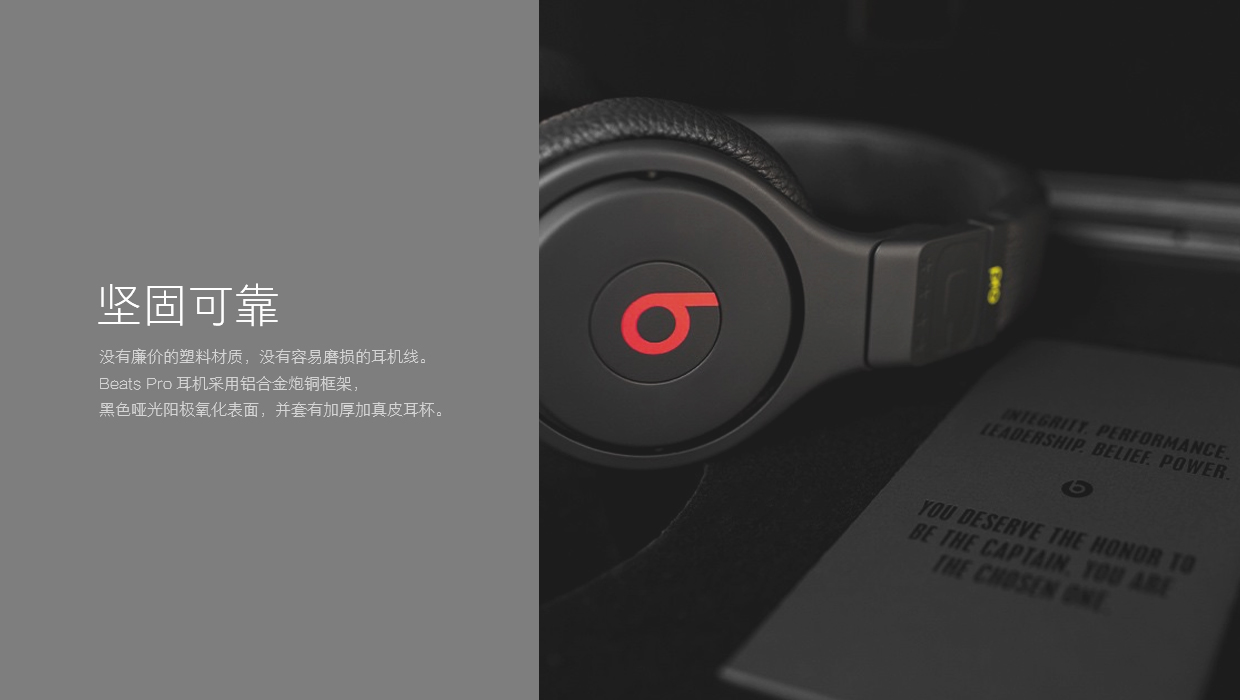 坚固可靠
没有廉价的塑料材质，没有容易磨损的耳机线。
Beats Pro 耳机采用铝合金炮铜框架，
黑色哑光阳极氧化表面，并套有加厚加真皮耳杯。
INTEGRITY. PERFORMANCE.
LEADERSHIP. BELIEF. POWER.
YOU DESERVE THE HONOR TO
BE THE CAPTAIN. YOU ARE
THE CHOSEN ONE.